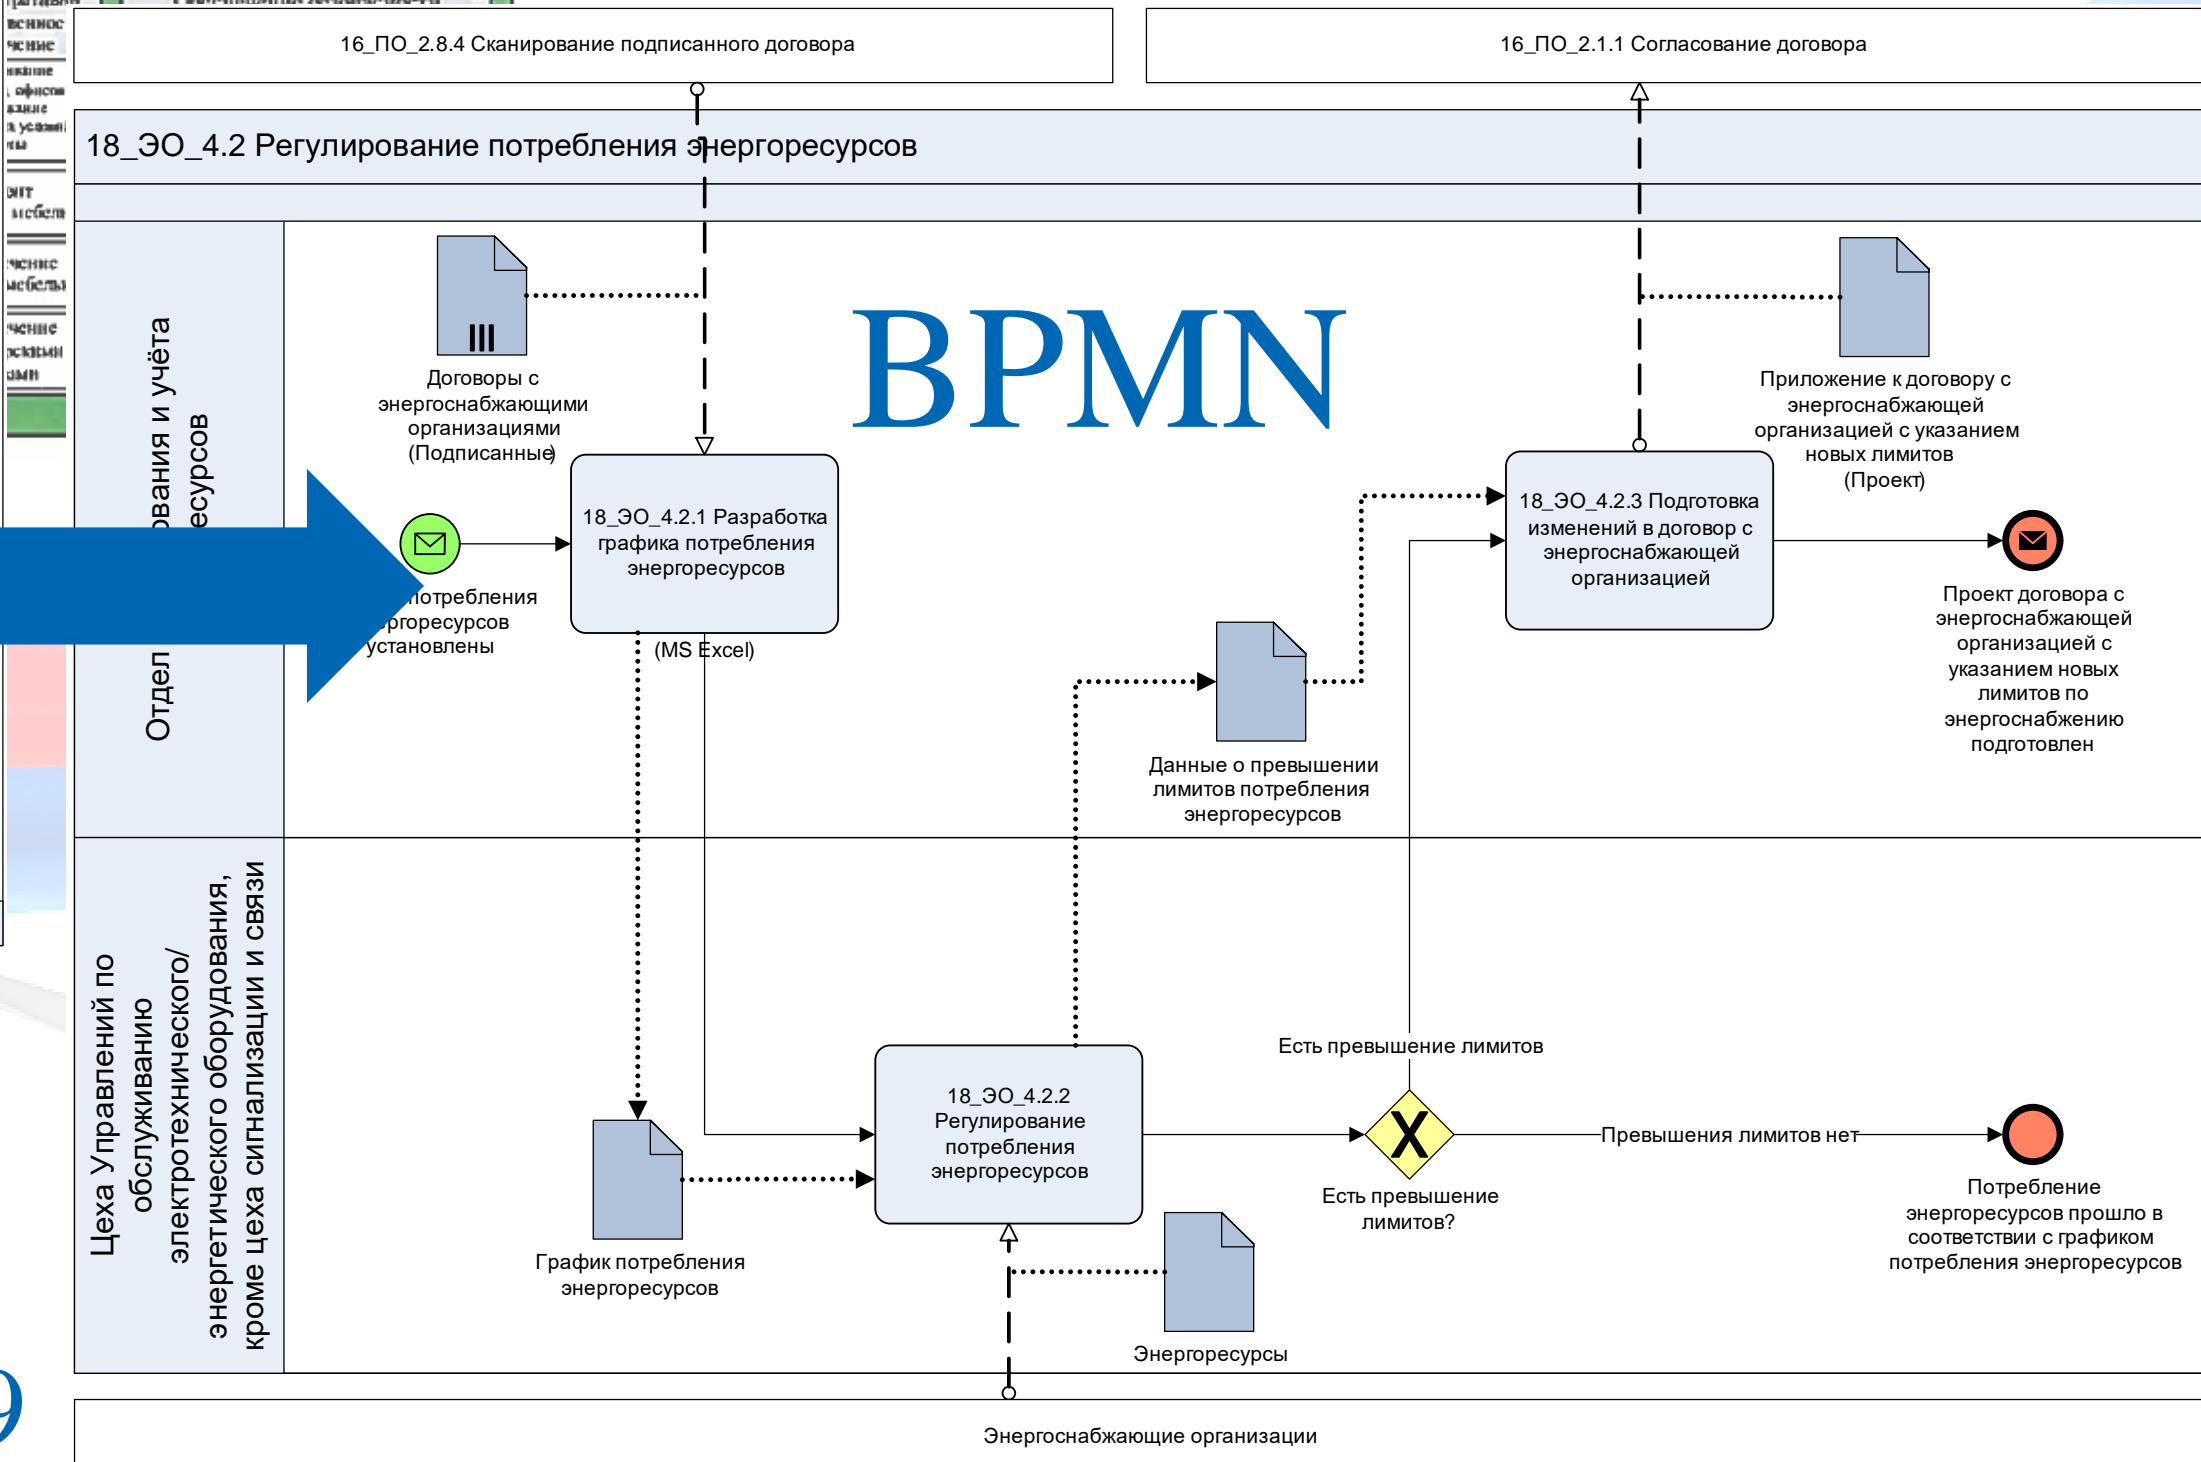 16_ПО_2.8.4 Сканирование подписанного договора
16_ПО_2.1.1 Согласование договора
18_ЭО_4.2 Регулирование потребления энергоресурсов
BPMN
Договоры с
энергоснабжающими
организациями
(Подписанные)
Приложение к договору с
энергоснабжающей
организацией с указанием
новых лимитов
(Проект)
Отдел
и учёта
18_ЭО_4.2.1 Разработка
графика потребления
энергоресурсов
(MS Excel)
потребления
установлены
18_ЭО_4.2.3 Подготовка
изменений в договор с
энергоснабжающей
организацией
Проект договора с
энергоснабжающей
организацией с
указанием новых
лимитов по
энергоснабжению
подготовлен
Данные о превышении
лимитов потребления
энергоресурсов
Цеха Управлений по
обслуживанию
электротехнического/
энергетического оборудования,
кроме цеха сигнализации и связи
Есть превышение лимитов
18_ЭО_4.2.2
Регулирование
потребления
энергоресурсов
X
Превышения лимитов нет
Есть превышение
лимитов?
Потребление
энергоресурсов прошло в
соответствии с графиком
потребления энергоресурсов
График потребления
энергоресурсов
Энергоресурсы
9
Энергоснабжающие организации